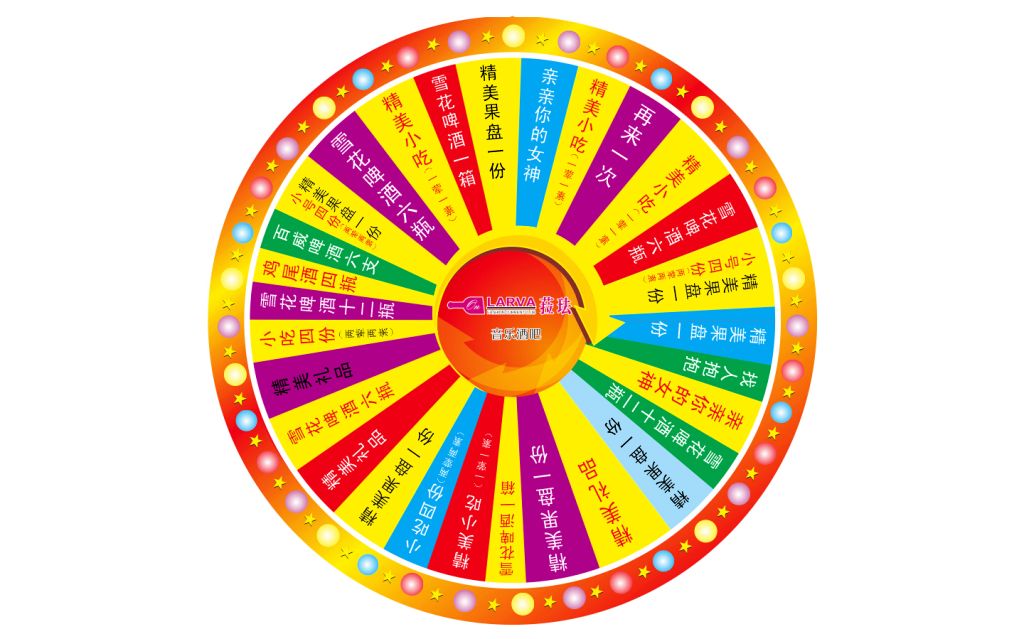 亲亲你的女神
精美小吃(一荤一素)
再来一次
精美小吃(一荤一素)
雪花啤酒六瓶
小号四份(两荤两素)
精美果盘一份
精美果盘一份
找人抱抱
亲亲你的女神
雪花啤酒十二瓶
精美果盘一份
精美礼品
精美果盘一份
雪花啤酒一箱
精美小吃(一荤一素)
小吃四份(两荤两素)
精美果盘一份
精美礼品
雪花啤酒六瓶
精美礼品
小吃四份(两荤两素)
雪花啤酒十二瓶
鸡尾酒四瓶
百威啤酒六支
小号四份(两荤两素)
精美果盘一份
雪花啤酒六瓶
精美小吃(一荤一素)
雪花啤酒一箱
精美果盘一份
LARVA 菈珐
音乐酒吧